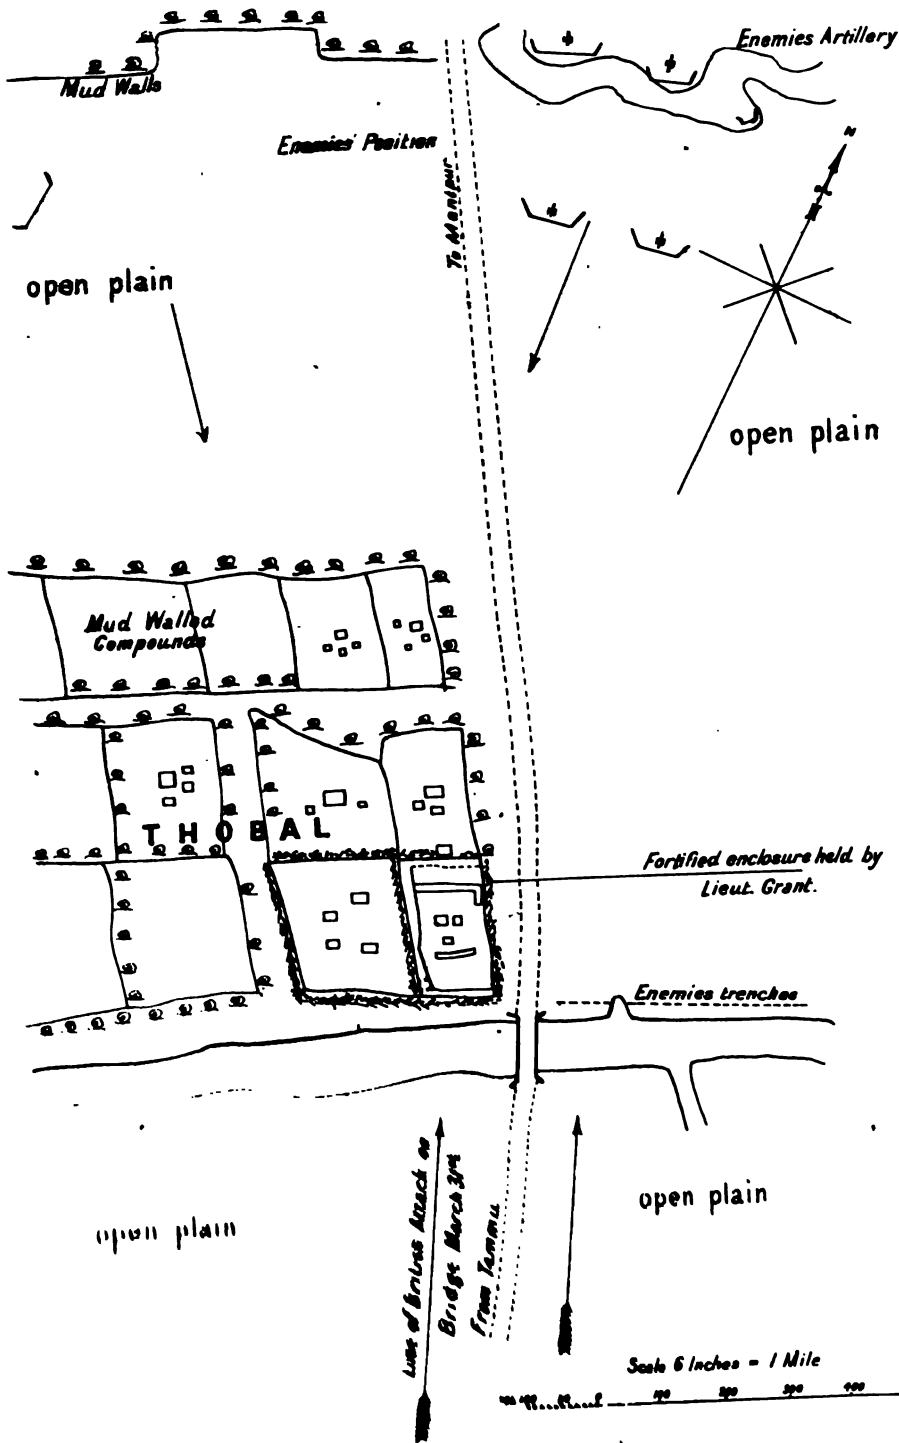 Enemies Artillery
Mud Walls
Enemies' Position
To Manipur
N
open plain
open plain
Mud Walled
Compounds
THOBAL
Fortified enclosure held by
Lieut. Grant.
Enemies trenches
open plain
open plain
Lines of British Attack on
Bridge March 31st
From Tammu
Scale 6 Inches = 1 Mile
100 200 300 400